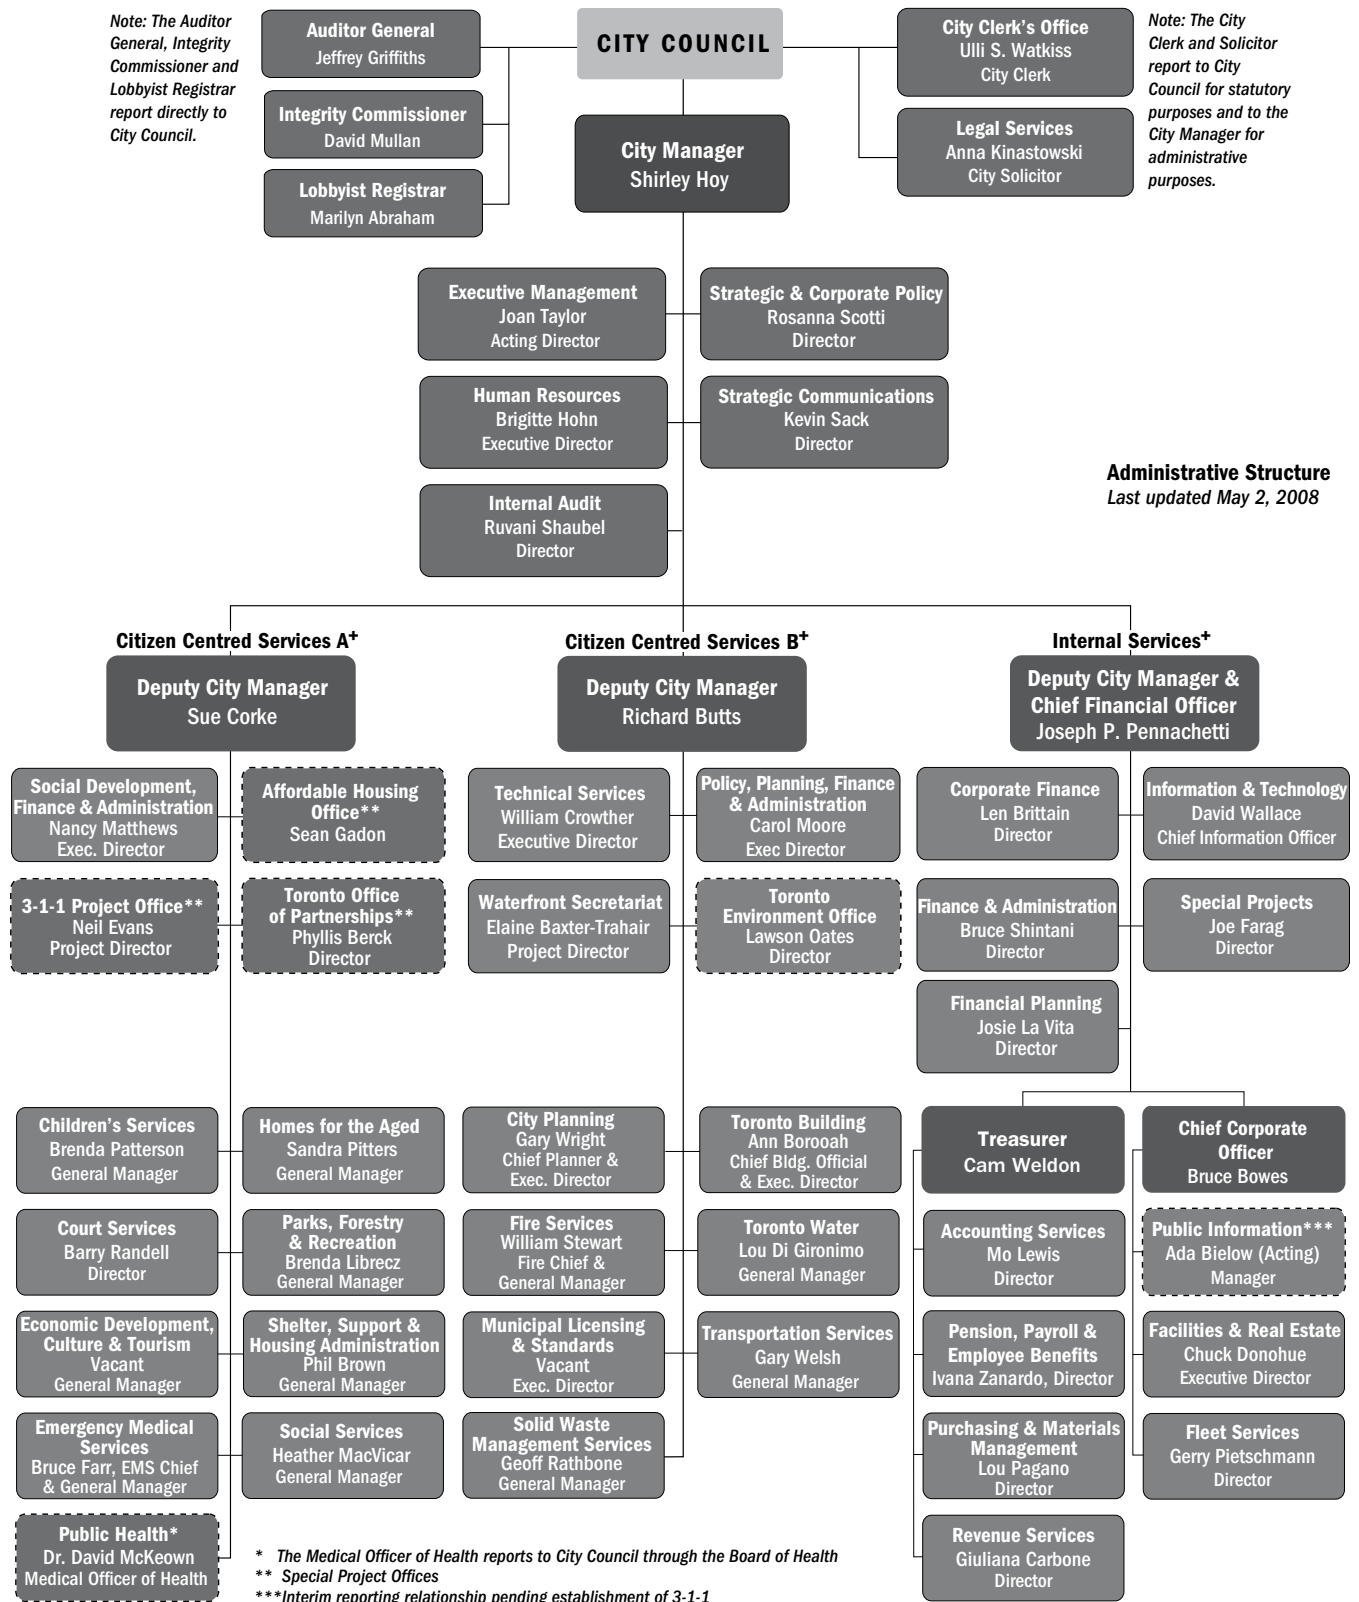 Note: The Auditor
General, Integrity
Commissioner and
Lobbyist Registrar
report directly to
City Council.
Auditor General
Jeffrey Griffiths
Integrity Commissioner
David Mullan
Lobbyist Registrar
Marilyn Abraham
CITY COUNCIL
City Manager
Shirley Hoy
City Clerk's Office
Ulli S. Watkiss
City Clerk
Legal Services
Anna Kinastowski
City Solicitor
Note: The City
Clerk and Solicitor
report to City
Council for statutory
purposes and to the
City Manager for
administrative
purposes.
Executive Management
Joan Taylor
Acting Director
Strategic & Corporate Policy
Rosanna Scotti
Director
Human Resources
Brigitte Hohn
Executive Director
Strategic Communications
Kevin Sack
Director
Internal Audit
Ruvani Shaubel
Director
Administrative Structure
Last updated May 2, 2008
Citizen Centred Services A+
Deputy City Manager
Sue Corke
Social Development,
Finance & Administration
Nancy Matthews
Exec. Director
Affordable Housing
Office**
Sean Gadon
3-1-1 Project Office**
Neil Evans
Project Director
Toronto Office
of Partnerships**
Phyllis Berck
Director
Children's Services
Brenda Patterson
General Manager
Homes for the Aged
Sandra Pitters
General Manager
Court Services
Barry Randell
Director
Parks, Forestry
& Recreation
Brenda Librecz
General Manager
Economic Development,
Culture & Tourism
Vacant
General Manager
Shelter, Support &
Housing Administration
Phil Brown
General Manager
Emergency Medical
Services
Bruce Farr, EMS Chief
& General Manager
Social Services
Heather MacVicar
General Manager
Public Health*
Dr. David McKeown
Medical Officer of Health
Citizen Centred Services B+
Deputy City Manager
Richard Butts
Technical Services
William Crowther
Executive Director
Policy, Planning, Finance
& Administration
Carol Moore
Exec Director
Waterfront Secretariat
Elaine Baxter-Trahair
Project Director
Toronto
Environment Office
Lawson Oates
Director
City Planning
Gary Wright
Chief Planner &
Exec. Director
Toronto Building
Ann Borooah
Chief Bldg. Official
& Exec. Director
Fire Services
William Stewart
Fire Chief &
General Manager
Toronto Water
Lou Di Gironimo
General Manager
Municipal Licensing
& Standards
Vacant
Exec. Director
Transportation Services
Gary Welsh
General Manager
Solid Waste
Management Services
Geoff Rathbone
General Manager
Internal Services+
Deputy City Manager &
Chief Financial Officer
Joseph P. Pennachetti
Corporate Finance
Len Brittain
Director
Information & Technology
David Wallace
Chief Information Officer
Finance & Administration
Bruce Shintani
Director
Special Projects
Joe Farag
Director
Financial Planning
Josie La Vita
Director
Treasurer
Cam Weldon
Accounting Services
Mo Lewis
Director
Pension, Payroll &
Employee Benefits
Ivana Zanardo, Director
Purchasing & Materials
Management
Lou Pagano
Director
Revenue Services
Giuliana Carbone
Director
Chief Corporate
Officer
Bruce Bowes
Public Information***
Ada Bielow (Acting)
Manager
Facilities & Real Estate
Chuck Donohue
Executive Director
Fleet Services
Gerry Pietschmann
Director
* The Medical Officer of Health reports to City Council through the Board of Health
** Special Project Offices
***Interim reporting relationship pending establishment of 3-1-1